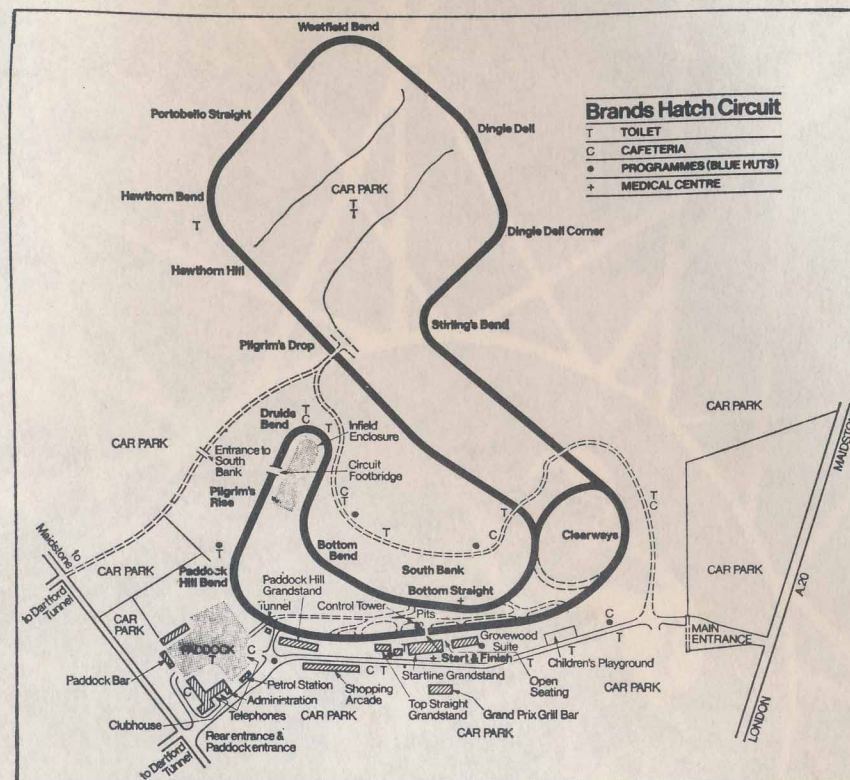 Westfield Bend
Portobello Straight
Dingle Dell
Brands Hatch Circuit
T TOILET
C CAFETERIA
● PROGRAMMES (BLUE HUTS)
+ MEDICAL CENTRE
CAR PARK
T
T
Hawthorn Bend
T
Dingle Dell Corner
Hawthorn Hill
Stirling's Bend
Pilgrim's Drop
CAR PARK
MAIDSTON
Druids
Bend
T
C
T
Infield
Enclosure
CAR PARK
Entrance to
South
Bank
Circuit
Footbridge
Pilgrim's
Rise
C
T
T
C
T
C
Clearways
Bottom
Bend
South Bank
Maidstone to
to Dartford
Tunnel
T
CAR PARK
Paddock
Hill Bend
Paddock Hill
Grandstand
Bottom Straight
+
CAR PARK
A.20
CAR
PARK
Tunnel
Control Tower
Pits
C
T
MAIN
ENTRANCE
PADDOCK
T
C
Grovewood
Suite
+ Start & Finish
T
T
Children's Playground
Paddock Bar
C
Petrol Station
C T
Startline Grandstand
Open
Seating
CAR PARK
Administration
Shopping
Arcade
Telephones
Clubhouse
CAR PARK
Top Straight
Grandstand
Grand Prix Grill Bar
CAR PARK
Rear entrance &
Paddock entrance
to Dartford
Tunnel
LONDON